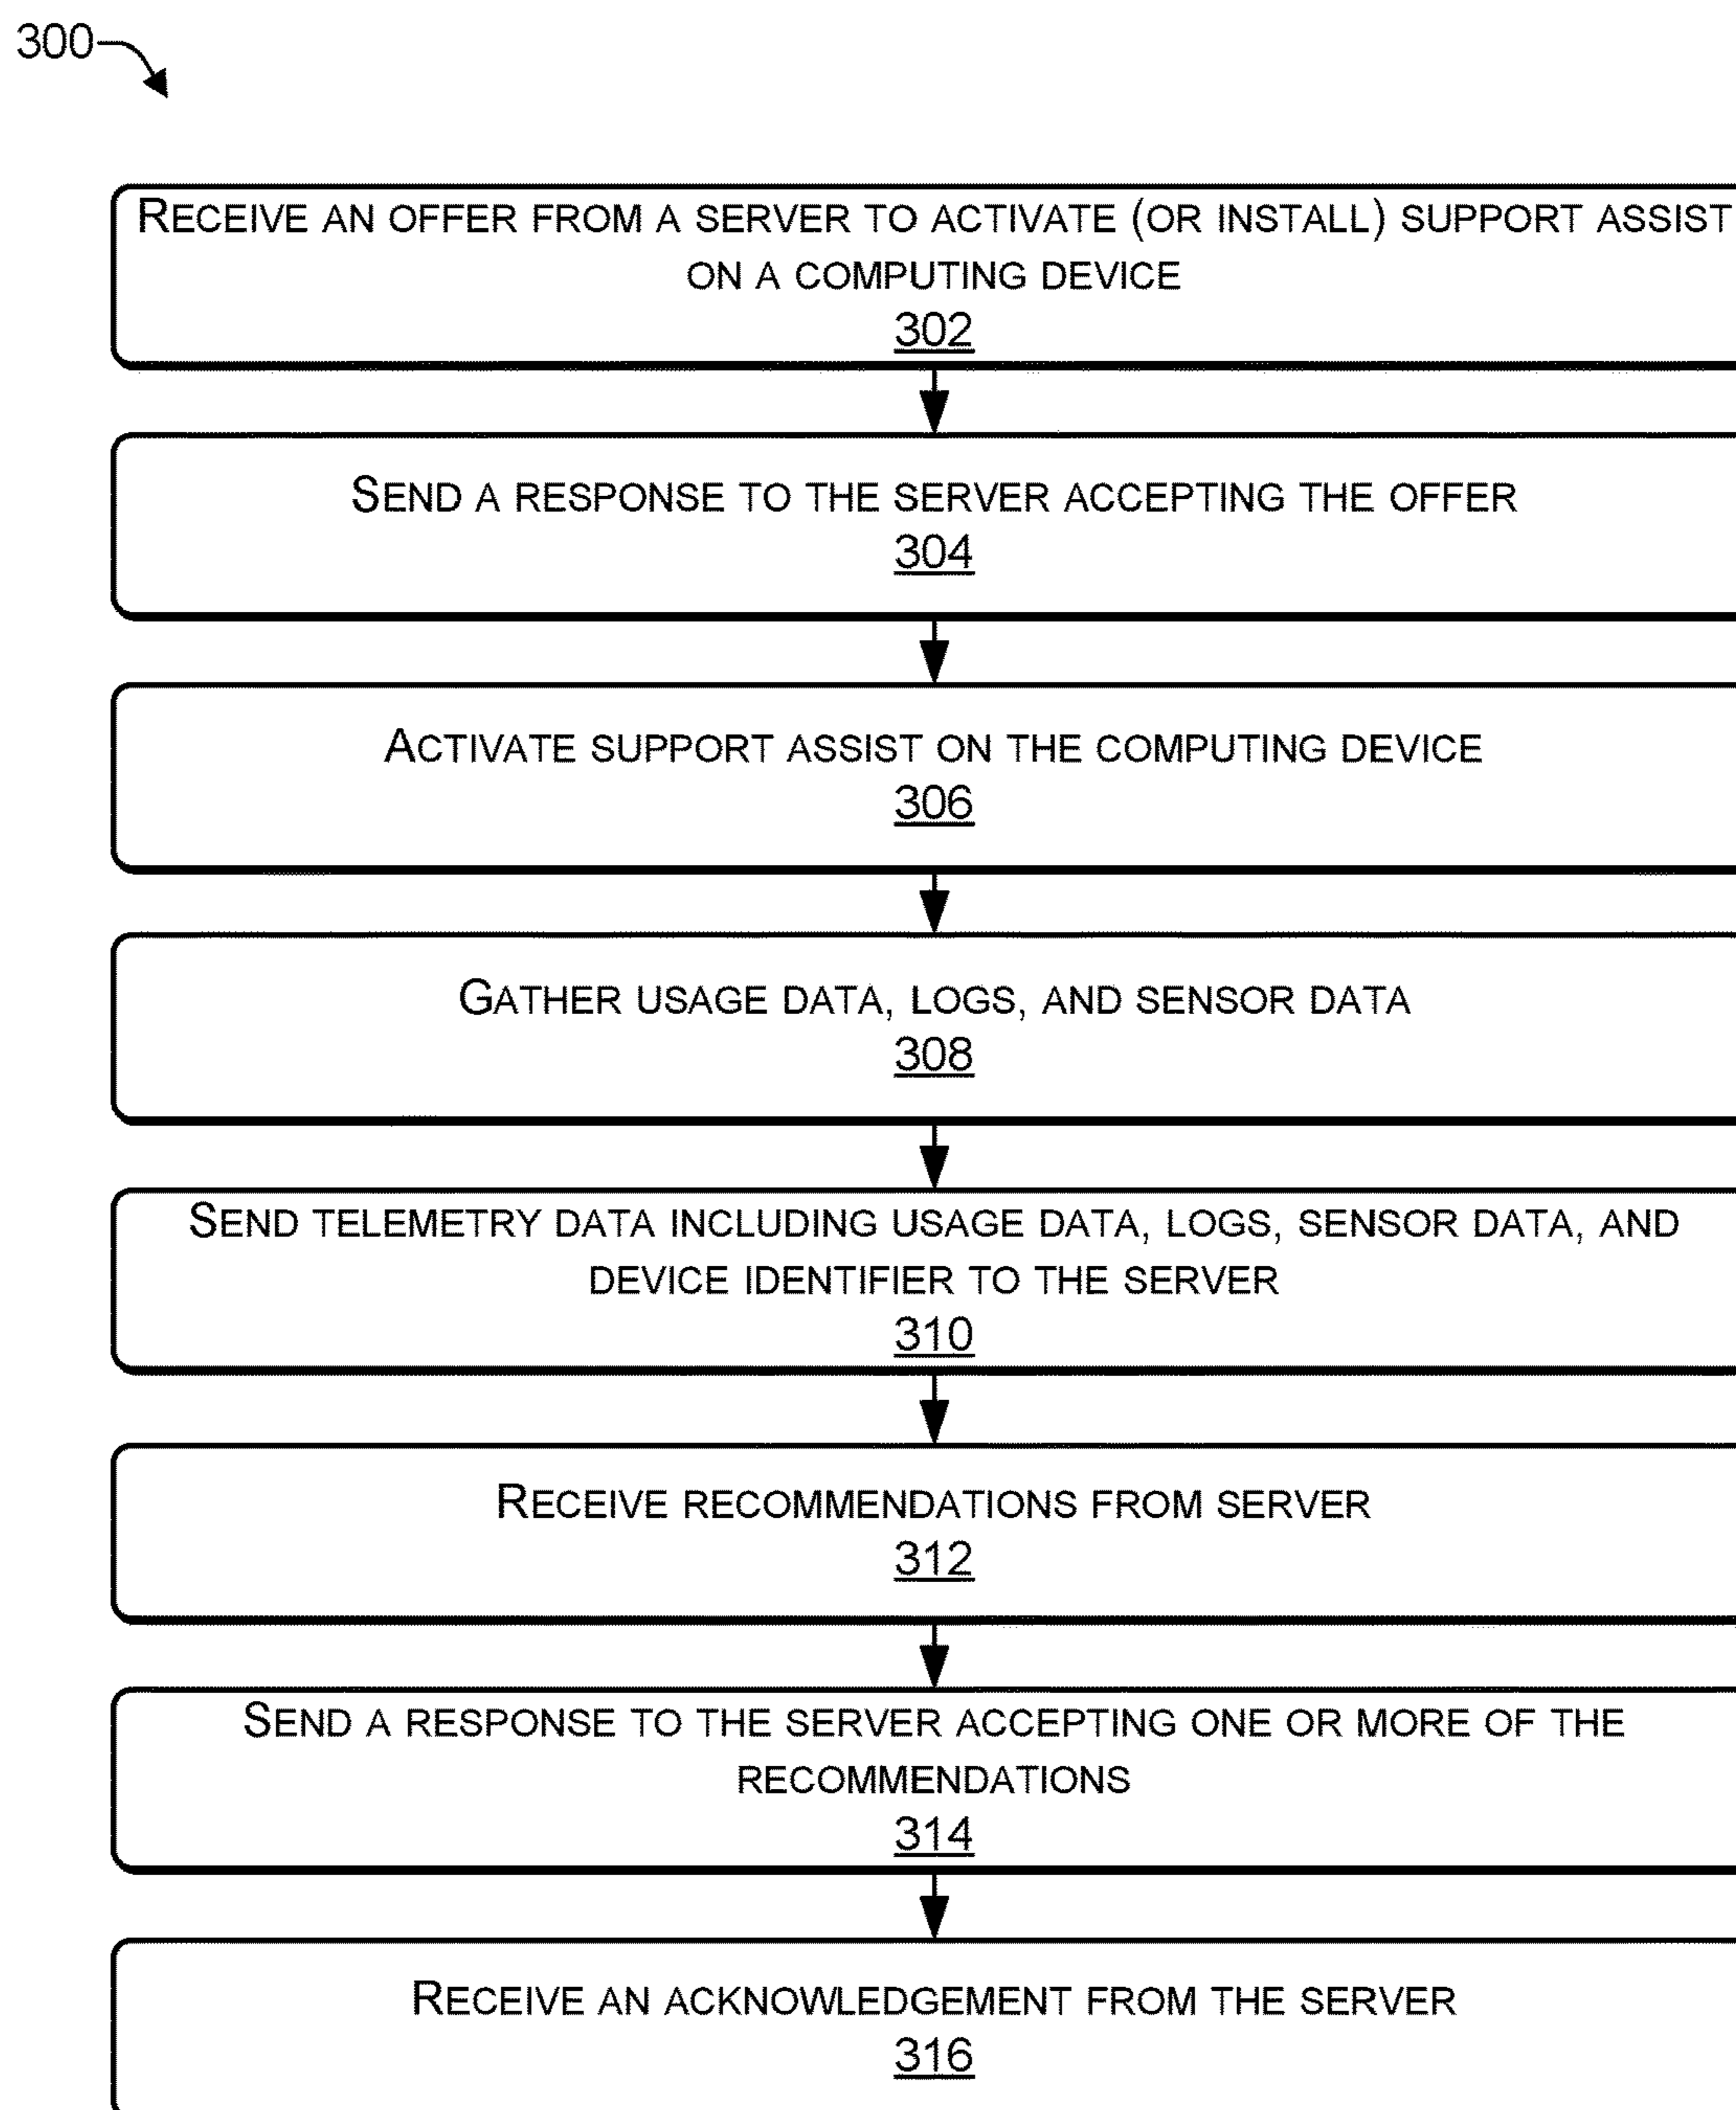 300
RECEIVE AN OFFER FROM A SERVER TO ACTIVATE (OR INSTALL) SUPPORT ASSIST
ON A COMPUTING DEVICE
302
SEND A RESPONSE TO THE SERVER ACCEPTING THE OFFER
304
ACTIVATE SUPPORT ASSIST ON THE COMPUTING DEVICE
306
GATHER USAGE DATA, LOGS, AND SENSOR DATA
308
SEND TELEMETRY DATA INCLUDING USAGE DATA, LOGS, SENSOR DATA, AND
DEVICE IDENTIFIER TO THE SERVER
310
RECEIVE RECOMMENDATIONS FROM SERVER
312
SEND A RESPONSE TO THE SERVER ACCEPTING ONE OR MORE OF THE
RECOMMENDATIONS
314
RECEIVE AN ACKNOWLEDGEMENT FROM THE SERVER
316